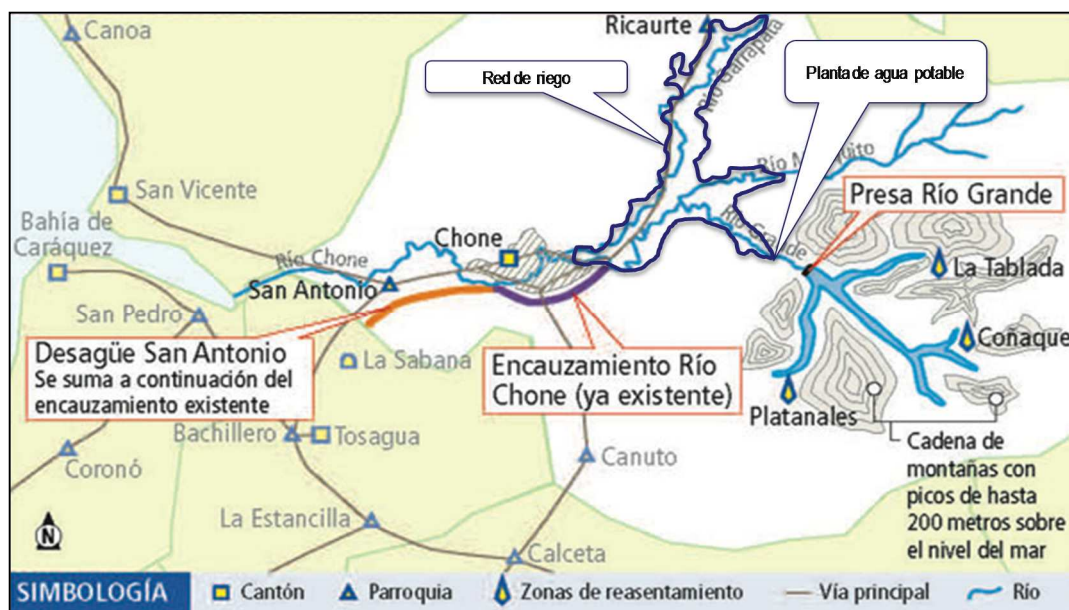 Canoa
Ricaurte
Red de riego
Planta de agua potable
Río Garrapata
Río Mosquito
San Vicente
Presa Río Grande
Bahía de
Caráquez
Chone
Río Grande
Río Chone
San Antonio
La Tablada
San Pedro
Desagüe San Antonio
Se suma a continuación del
encauzamiento existente
La Sabana
Encauzamiento Río
Chone (ya existente)
Coñaque
Platanales
Bachillero
Tosagua
Cadena de
montañas con
picos de hasta
200 metros sobre
el nivel del mar
Coronó
Canuto
La Estancilla
Calceta
N
SIMBOLOGÍA
Cantón
Parroquia
Zonas de reasentamiento
Vía principal
Río